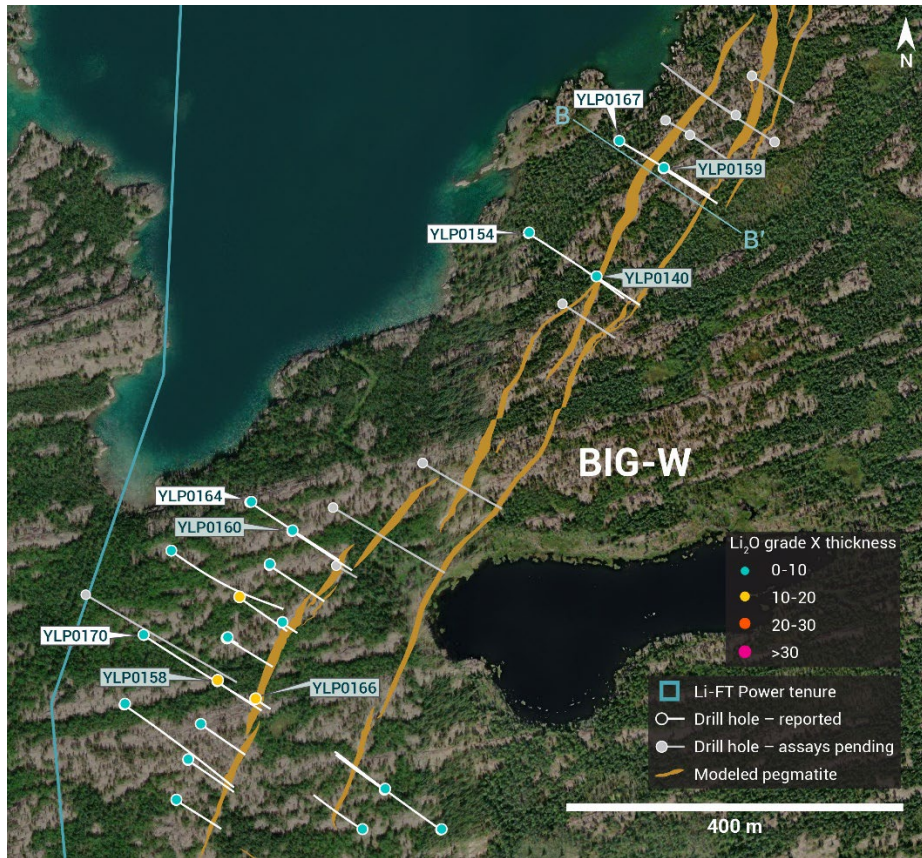 N
YLP0167
B
YLP0159
YLP0154
B'
YLP0140
BIG-W
YLP0164
YLP0160
YLP0170
YLP0158
YLP0166
Li₂O grade X thickness
0-10
10-20
20-30
>30
Li-FT Power tenure
Drill hole – reported
Drill hole – assays pending
Modeled pegmatite
400 m